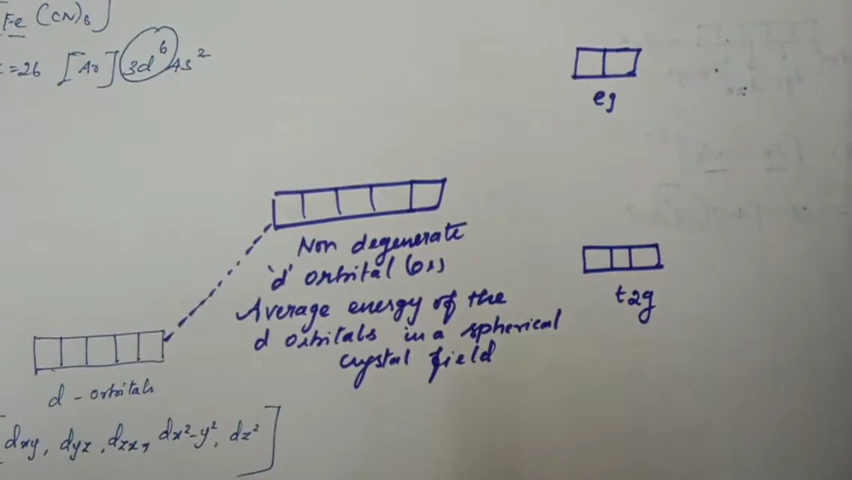 [Fe (CN)6]
=26 [Ar] 3d6 4s2
eg
Non degenerate
'd' orbital (or)
Average energy of the
d orbitals in a spherical
crystal field
t2g
d - orbitals
[dxy, dyz, dzx, dx2-y2, dz2]